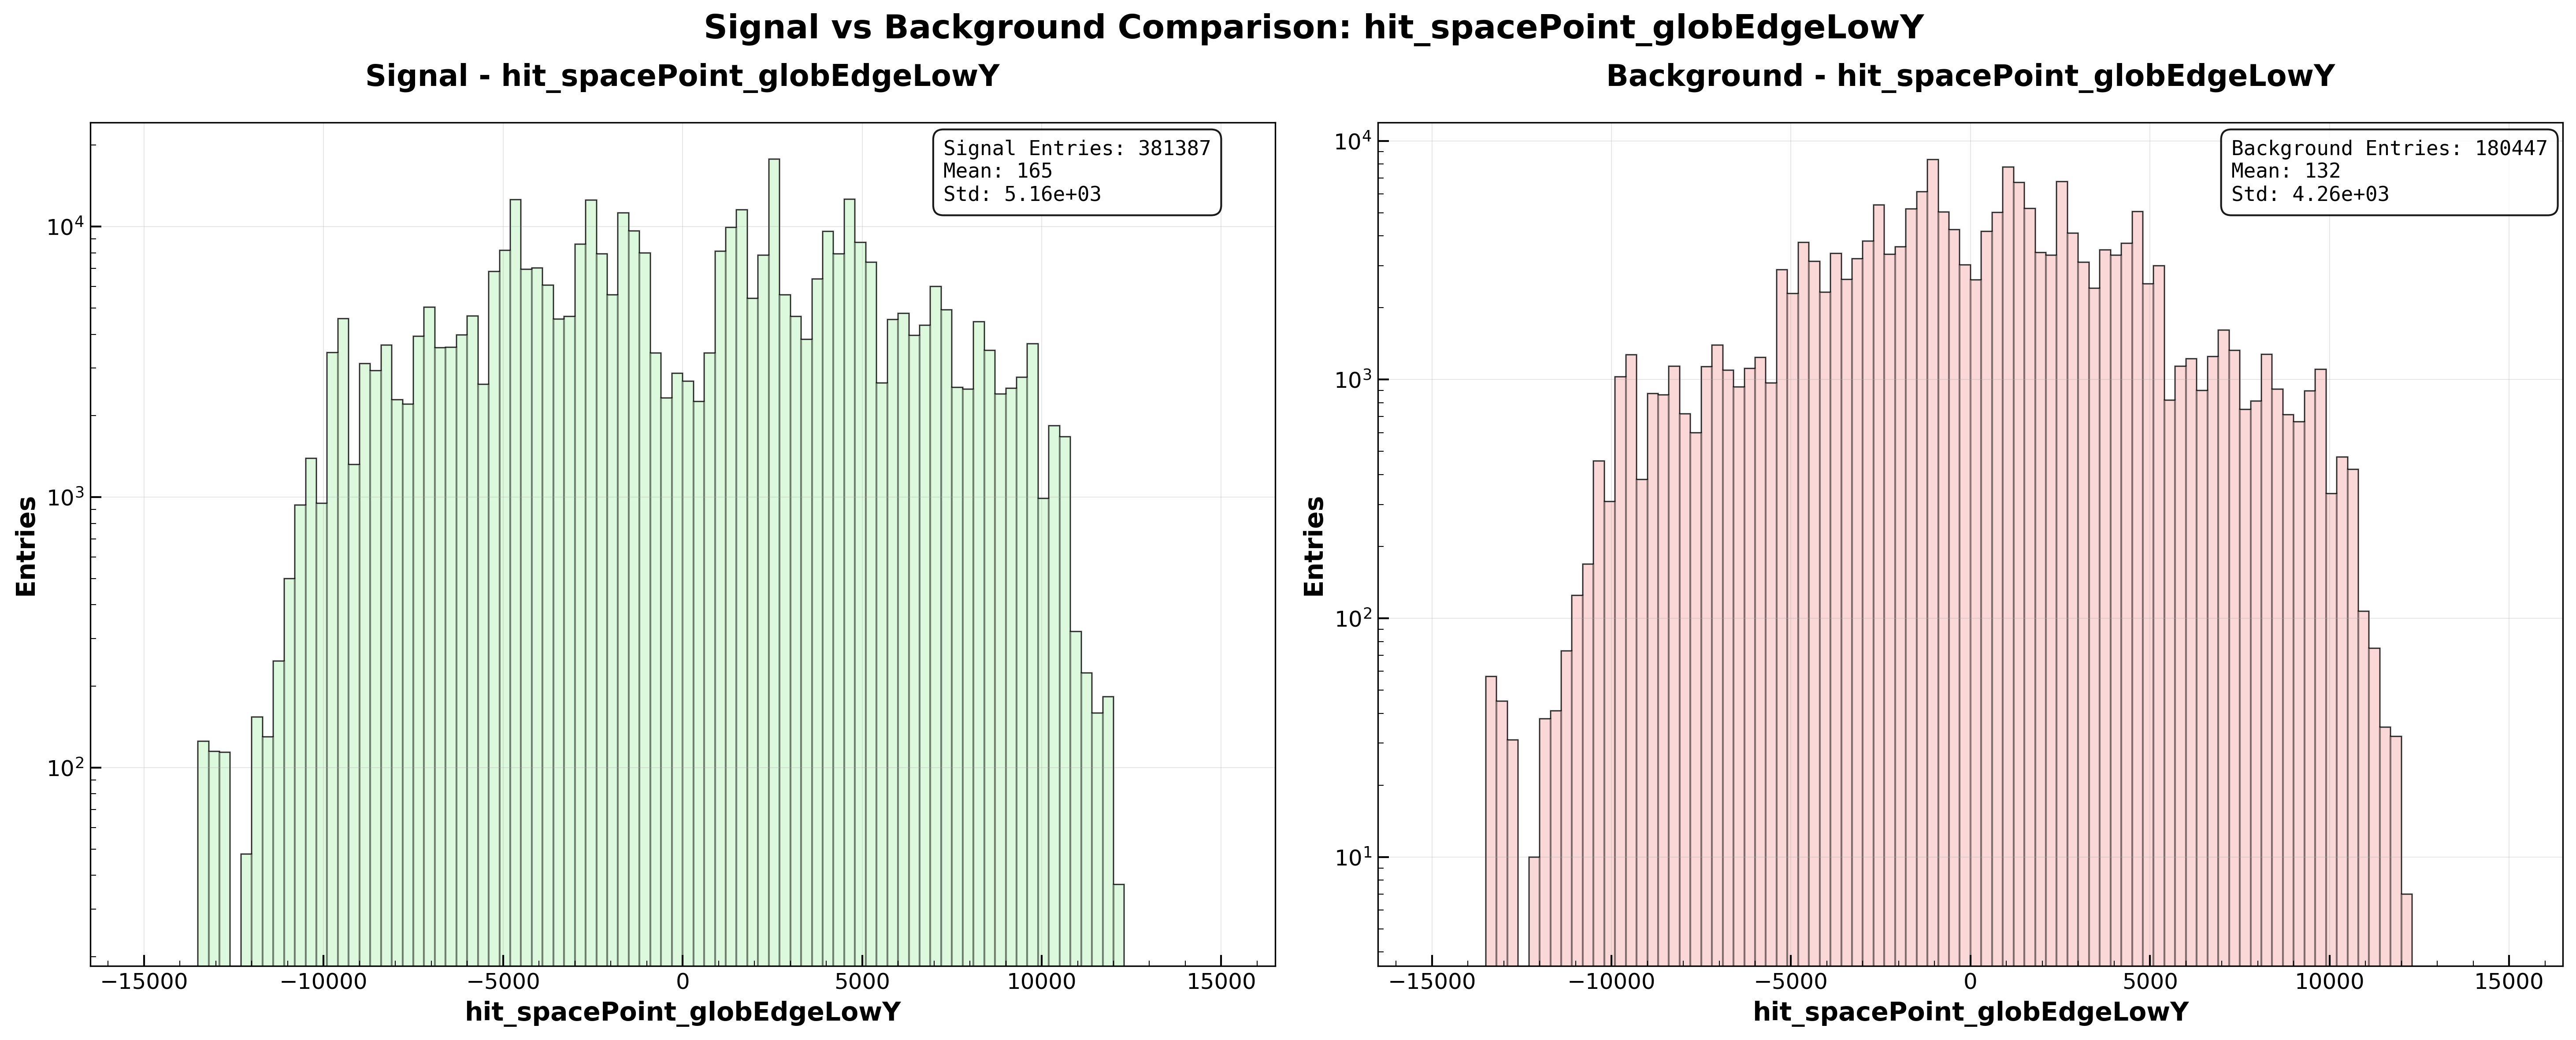 Signal vs Background Comparison: hit_spacePoint_globEdgeLowY
Signal - hit_spacePoint_globEdgeLowY
Signal Entries: 381387
Mean: 165
Std: 5.16e+03
Entries
10^4
10^3
10^2
−15000 −10000 −5000 0 5000 10000 15000
hit_spacePoint_globEdgeLowY
Background - hit_spacePoint_globEdgeLowY
Background Entries: 180447
Mean: 132
Std: 4.26e+03
Entries
10^4
10^3
10^2
10^1
−15000 −10000 −5000 0 5000 10000 15000
hit_spacePoint_globEdgeLowY